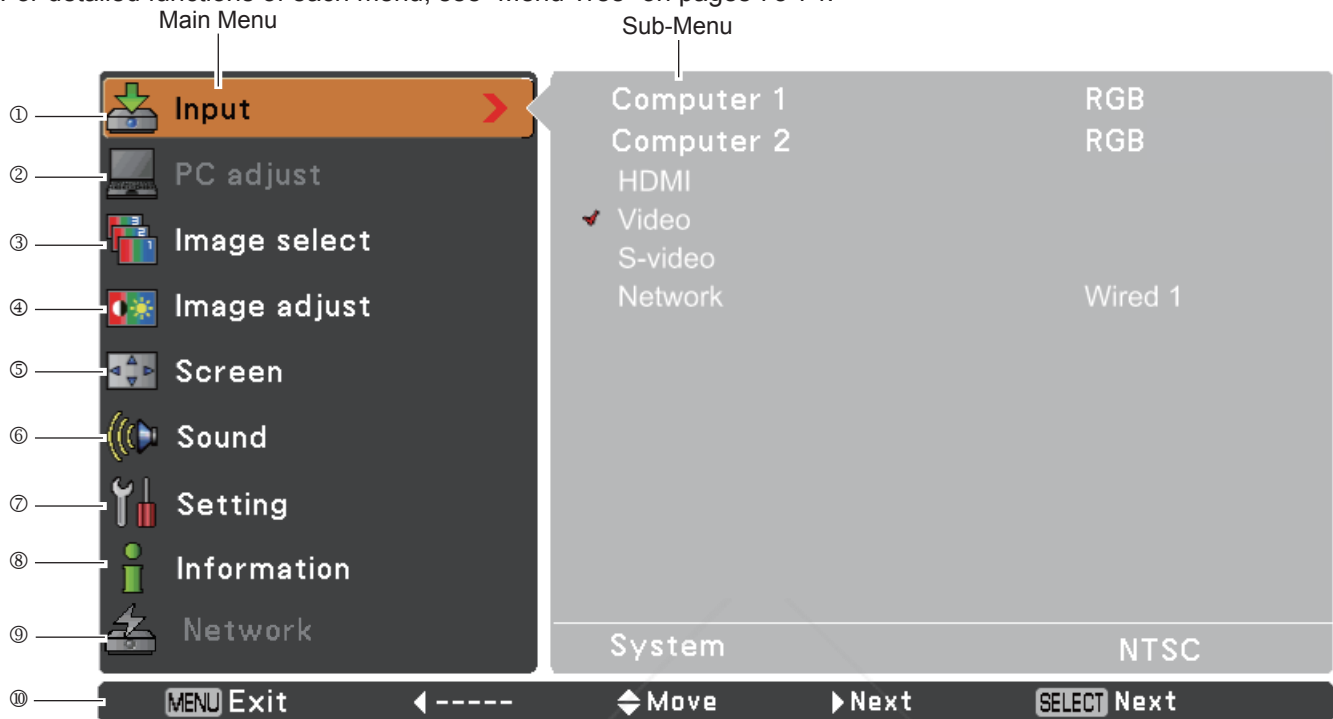 Main Menu
Sub-Menu
① Input
Computer 1 RGB
Computer 2 RGB
② PC adjust
HDMI
Video
③ Image select
S-video
④ Image adjust
Network Wired 1
⑤ Screen
⑥ Sound
⑦ Setting
⑧ Information
⑨ Network
System NTSC
⑩ MENU Exit ◀----- Move ▶Next SELECT Next